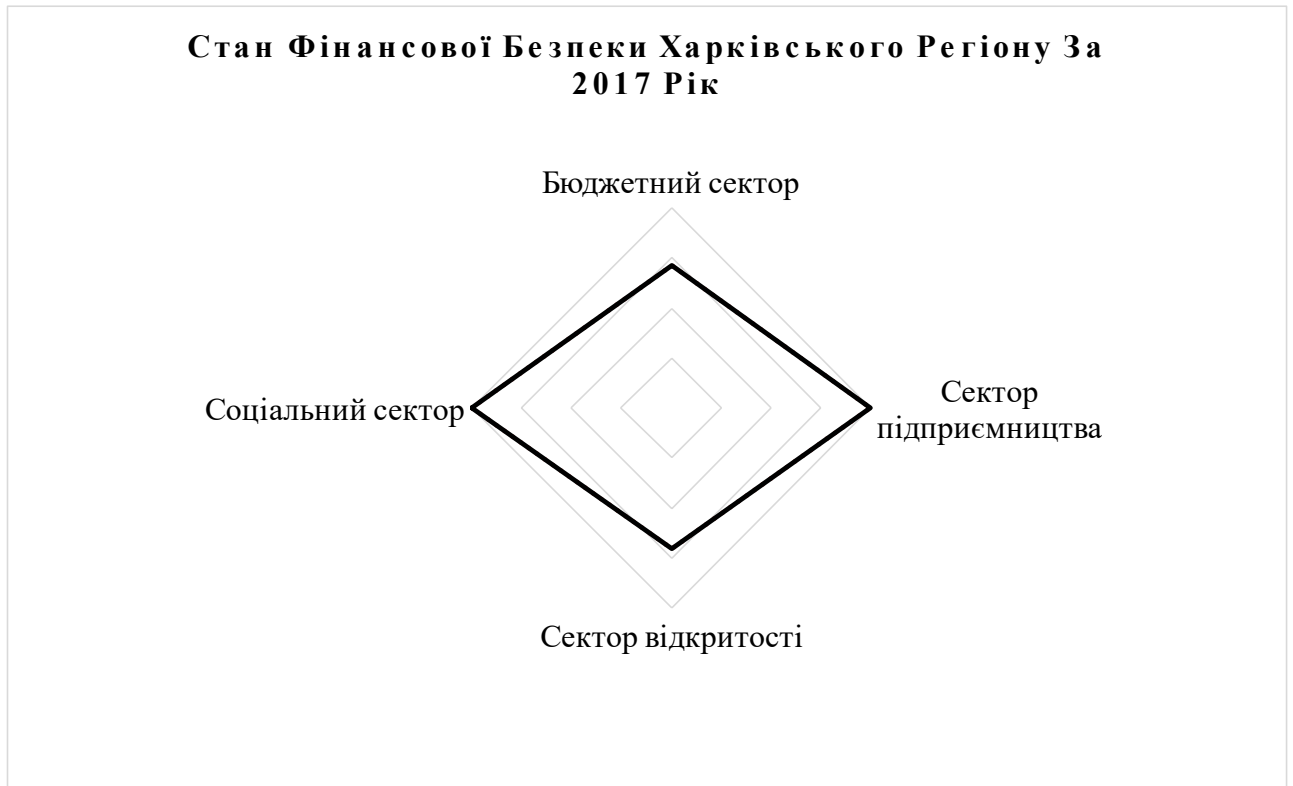 Стан Фінансової Безпеки Харківського Регіону За
2017 Рік
Бюджетний сектор
Сектор
підприємництва
Соціальний сектор
Сектор відкритості